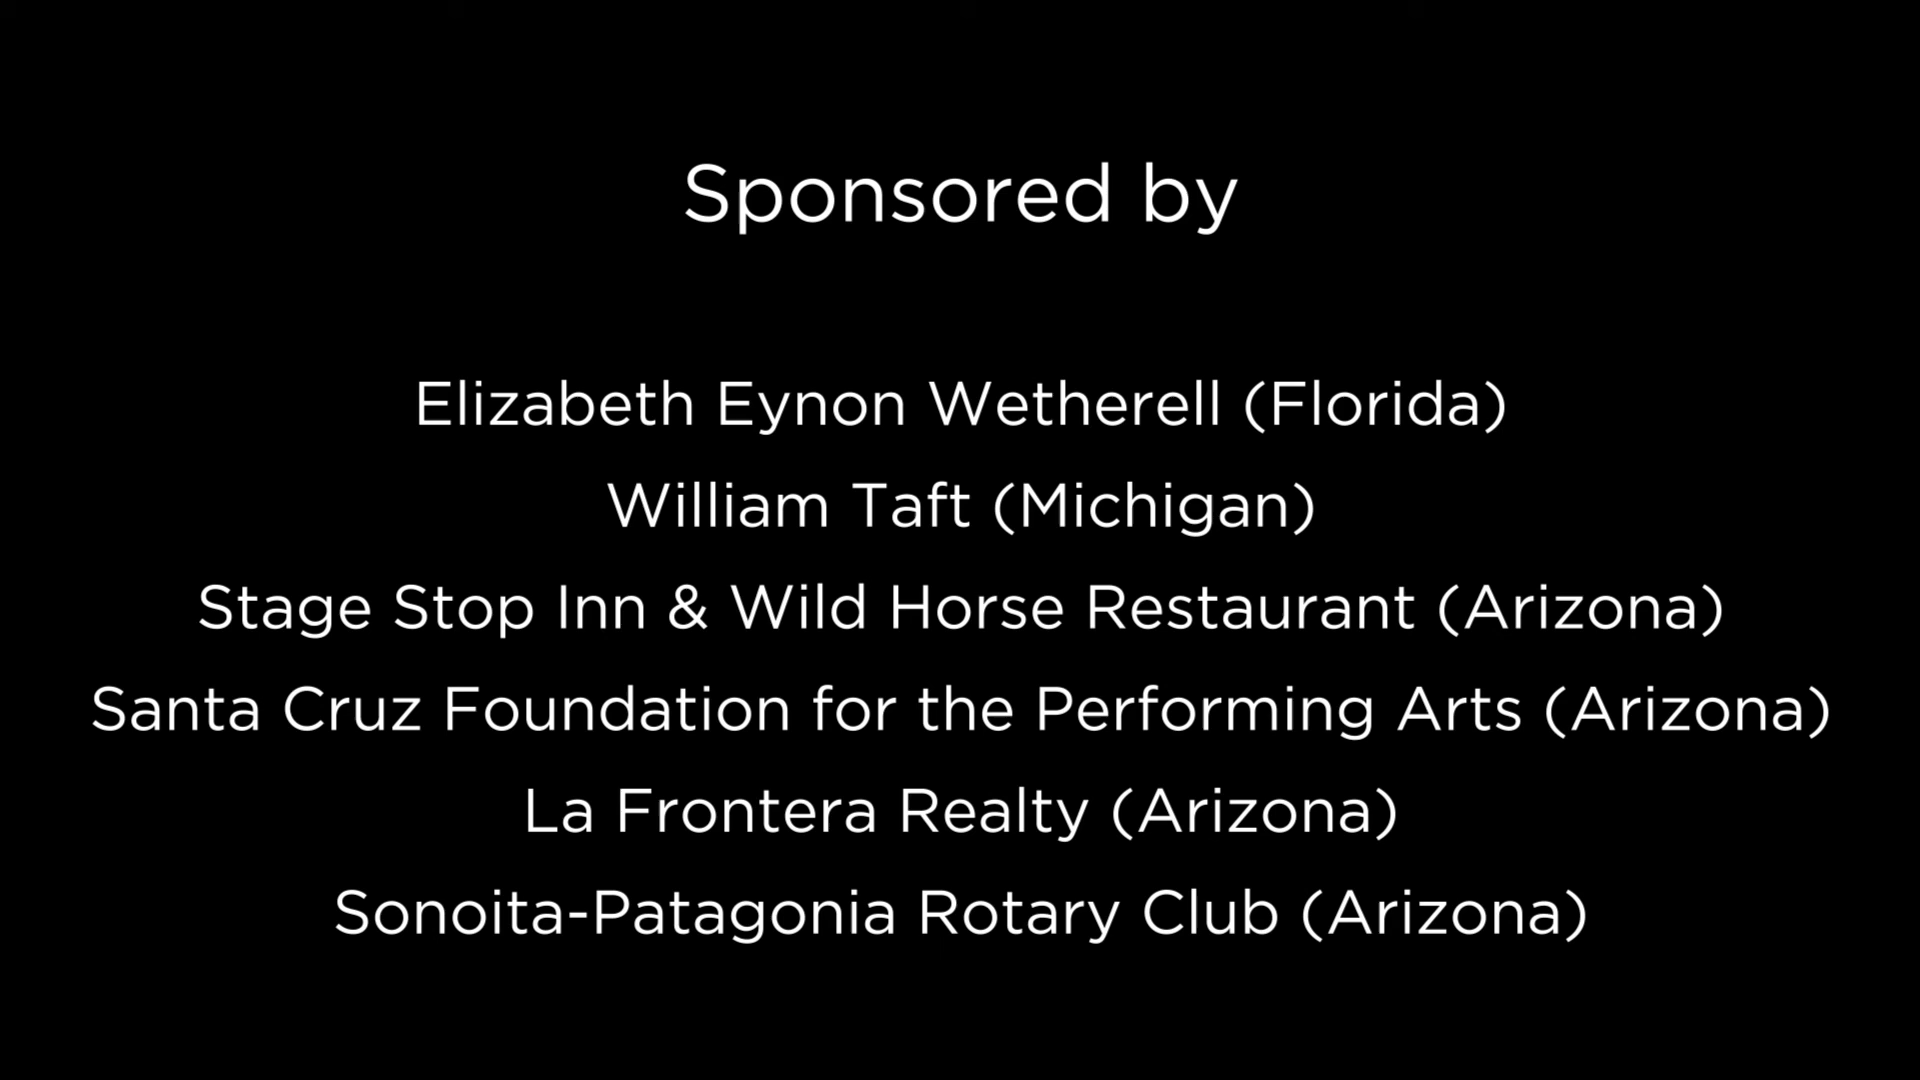 Sponsored by
Elizabeth Eynon Wetherell (Florida)
William Taft (Michigan)
Stage Stop Inn & Wild Horse Restaurant (Arizona)
Santa Cruz Foundation for the Performing Arts (Arizona)
La Frontera Realty (Arizona)
Sonoita-Patagonia Rotary Club (Arizona)